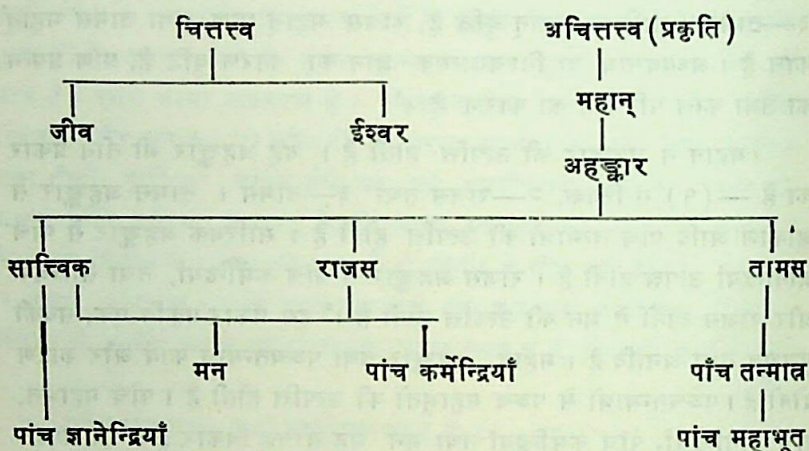 चित्तत्त्व अचित्तत्त्व (प्रकृति)
जीव ईश्वर महान्
अहङ्कार
सात्त्विक राजस तामस
मन पांच कर्मेन्द्रियाँ पाँच तन्मात्र
पांच ज्ञानेन्द्रियाँ पांच महाभूत